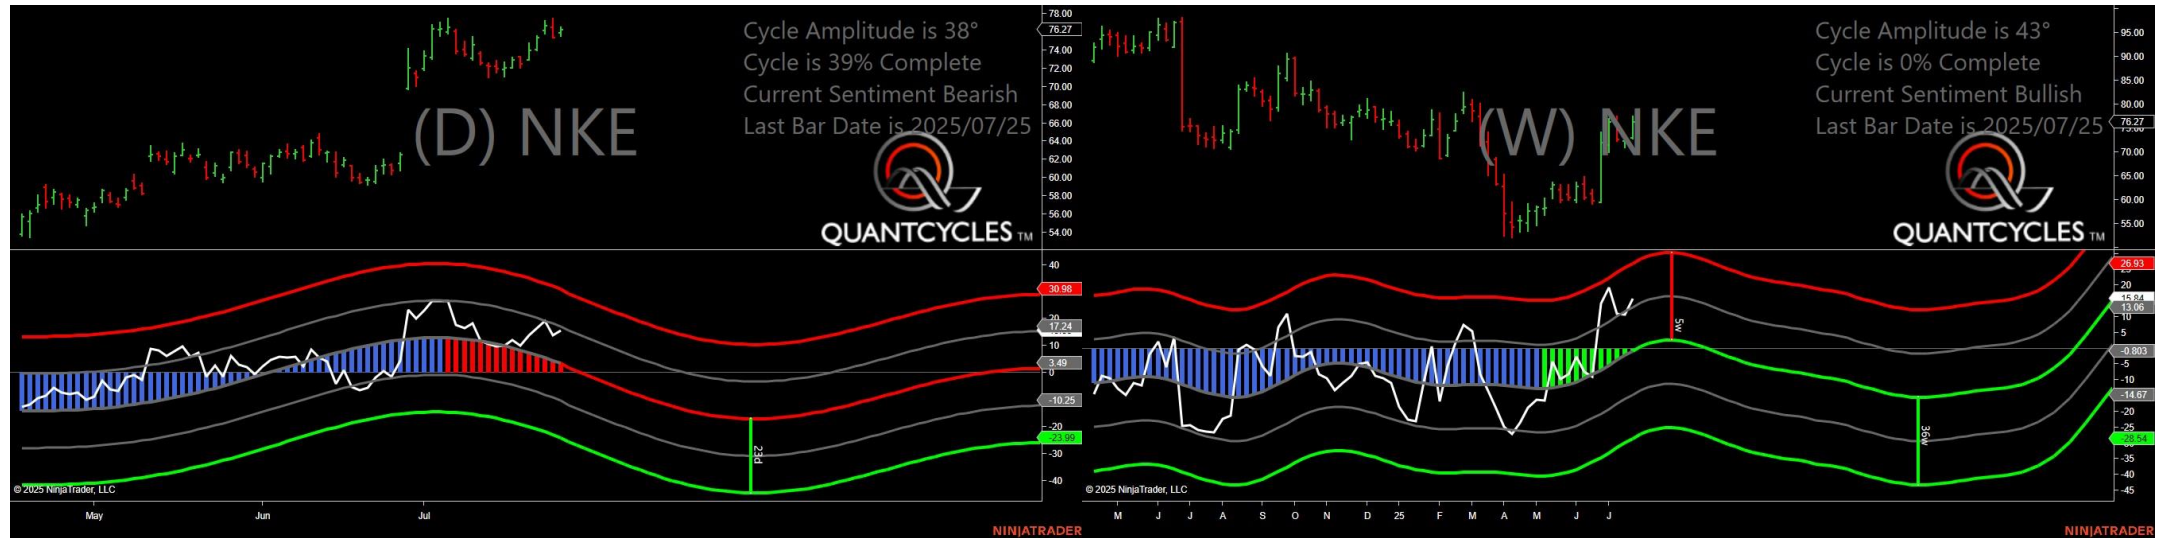 Cycle Amplitude is 38°
Cycle is 39% Complete
Current Sentiment Bearish
Last Bar Date is 2025/07/25
(D) NKE
QUANTCYCLES TM
78.00
76.27
74.00
72.00
70.00
68.00
66.00
64.00
62.00
60.00
58.00
56.00
54.00
40
30.98
20
17.24
10
3.49
0
-10.25
-20
-23.99
-30
-40
23d
© 2025 NinjaTrader, LLC
May
Jun
Jul
NINJATRADER
Cycle Amplitude is 43°
Cycle is 0% Complete
Current Sentiment Bullish
Last Bar Date is 2025/07/25
(W) NKE
QUANTCYCLES TM
95.00
90.00
85.00
80.00
76.27
75.00
70.00
65.00
60.00
55.00
26.93
25
20
15.84
13.06
10
5
-0.803
-5
-10
-14.67
-20
-25
-28.54
-35
-40
-45
5w
36w
© 2025 NinjaTrader, LLC
M J J A S O N D 25 F M A M J J
NINJATRADER